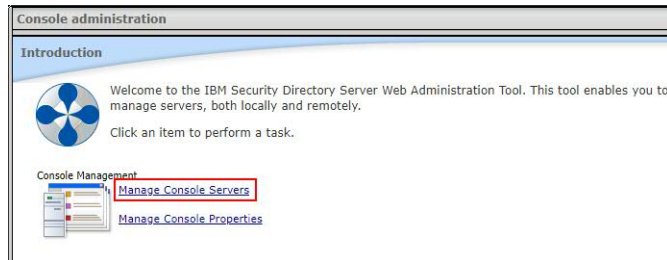 Console administration
Introduction
Welcome to the IBM Security Directory Server Web Administration Tool. This tool enables you to
manage servers, both locally and remotely.
Click an item to perform a task.
Console Management
Manage Console Servers
Manage Console Properties